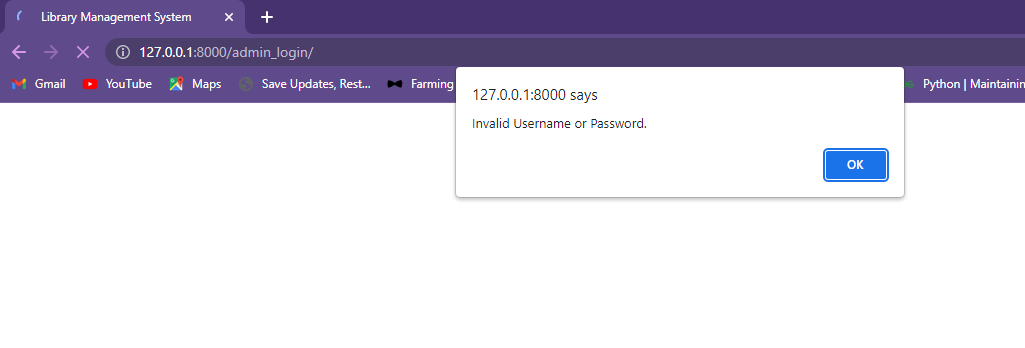 Library Management System
127.0.0.1:8000/admin_login/
Gmail YouTube Maps Save Updates, Rest... Farming Python | Maintainin
127.0.0.1:8000 says
Invalid Username or Password.
OK